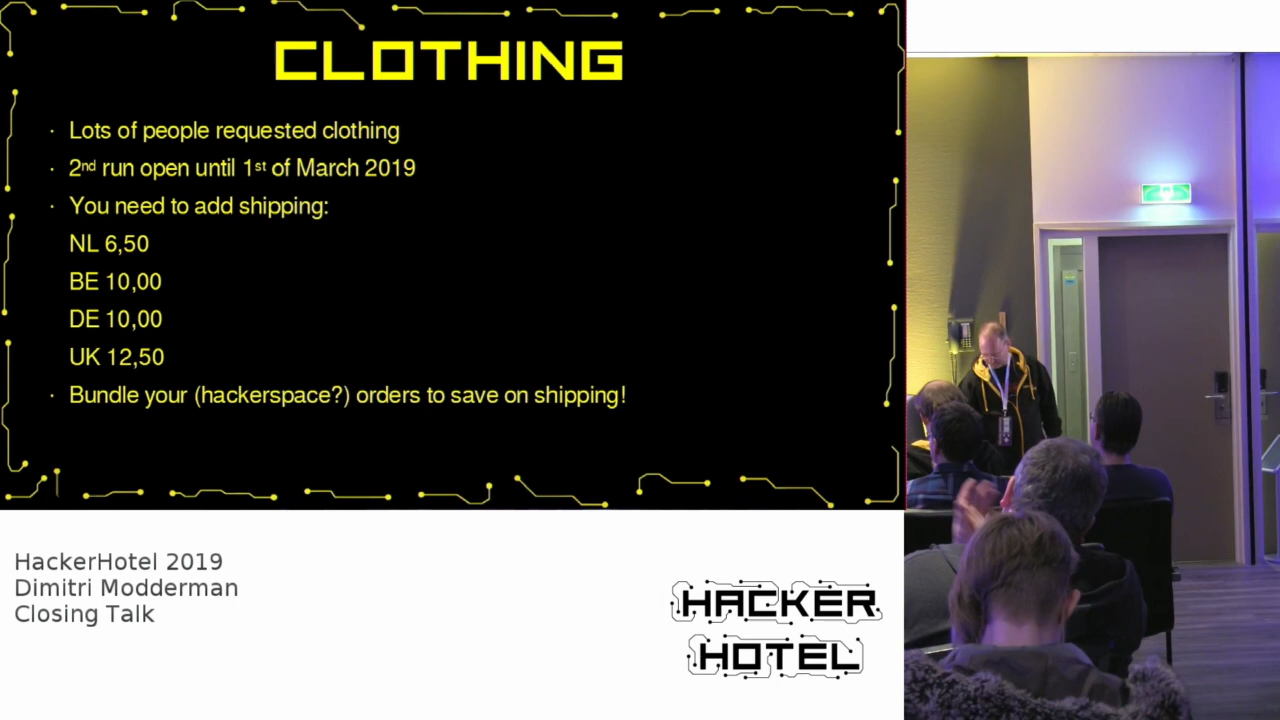 CLOTHING
· Lots of people requested clothing
· 2nd run open until 1st of March 2019
· You need to add shipping:
NL 6,50
BE 10,00
DE 10,00
UK 12,50
· Bundle your (hackerspace?) orders to save on shipping!
HackerHotel 2019
Dimitri Modderman
Closing Talk
HACKER
HOTEL